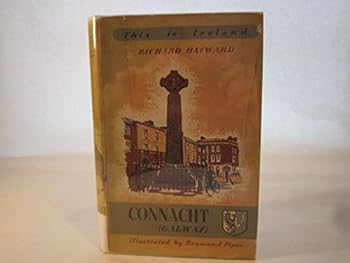 This is Ireland
RICHARD HAYWARD
CONNACHT
(GALWAY)
illustrated by Raymond Piper